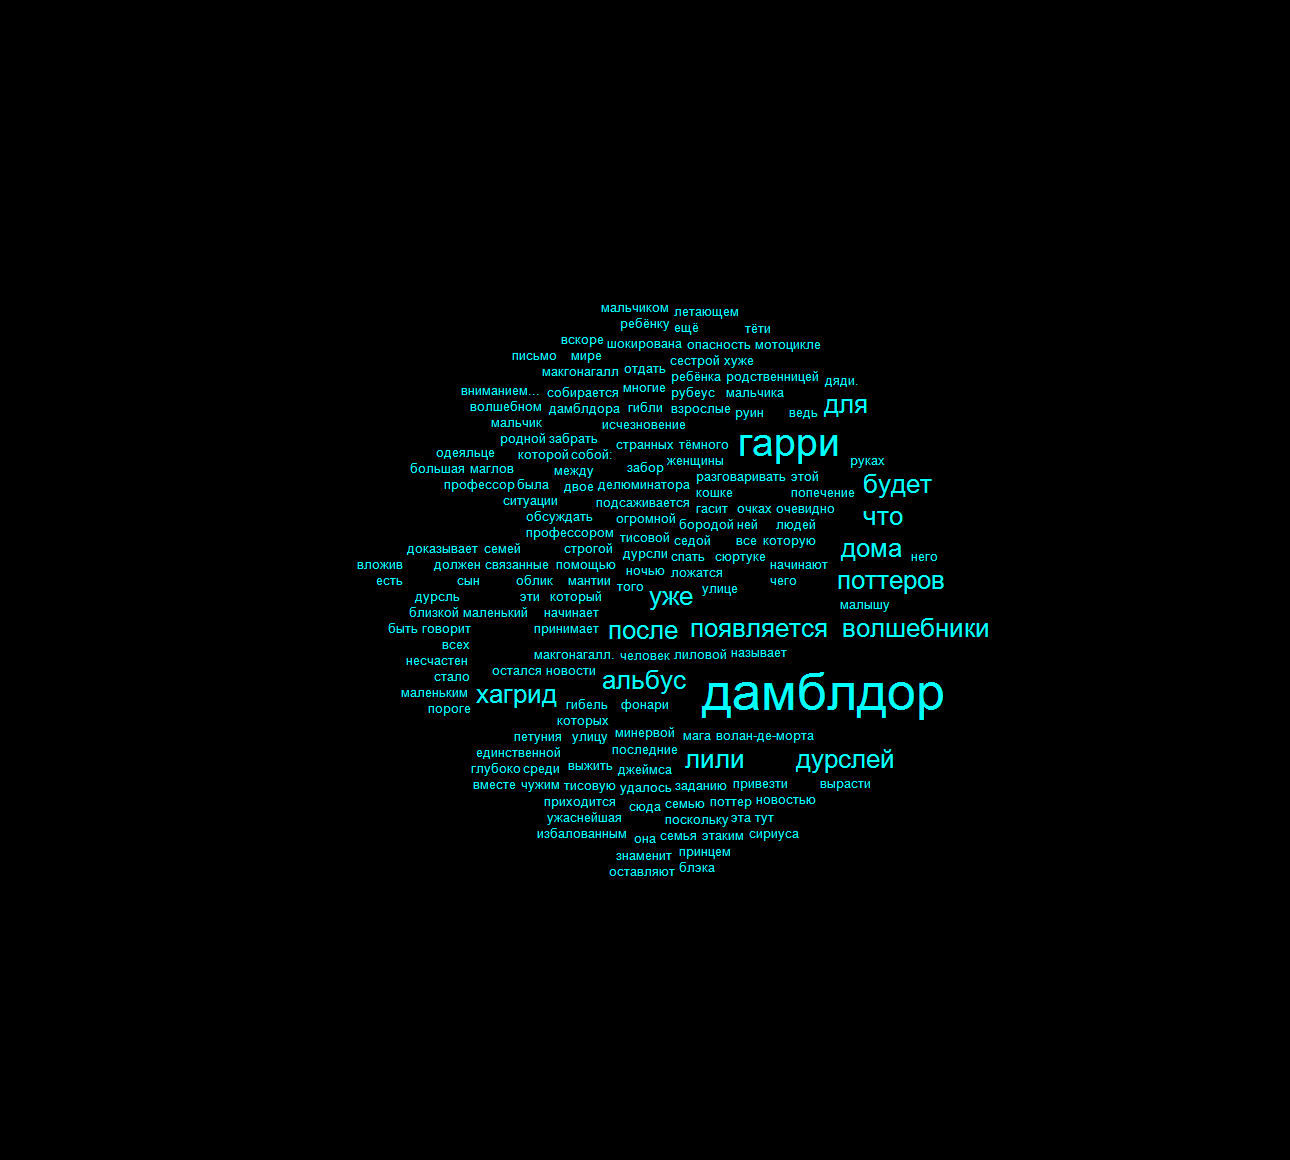 мальчиком летающем
ребёнку ещё тёти
вскоре шокирована опасность мотоцикле
письмо мире сестрой хуже
макгонагалл отдать ребёнка родственницей дяди.
вниманием... собирается многие рубеус мальчика
волшебном дамблдора гибли взрослые руин ведь для
мальчик исчезновение
родной забрать странных тёмного гарри
одеяльце которой собой: женщины руках
большая маглов между забор разговаривать этой
профессор была двое делюминатора кошке попечение будет
ситуации подсаживается гасит очках очевидно
обсуждать огромной бородой ней людей что
профессором тисовой седой все которую
доказывает семей строгой дурсли спать сюртуке дома него
вложив должен связанные помощью ночью ложатся начинают
есть сын облик мантии того улице чего поттеров
дурсль эти который уже малышу
близкой маленький начинает
быть говорит принимает после появляется волшебники
всех
несчастен макгонагалл. человек лиловой называет
стало остался новости альбус
маленьким хагрид дамблдор
пороге гибель фонари
которых
петуния улицу минервой мага волан-де-морта
единственной последние лили дурслей
глубоко среди выжить джеймса
вместе чужим тисовую удалось заданию привезти вырасти
приходится сюда семью поттер новостью
ужаснейшая поскольку эта тут
избалованным она семья этаким сириуса
знаменит принцем
оставляют блэка